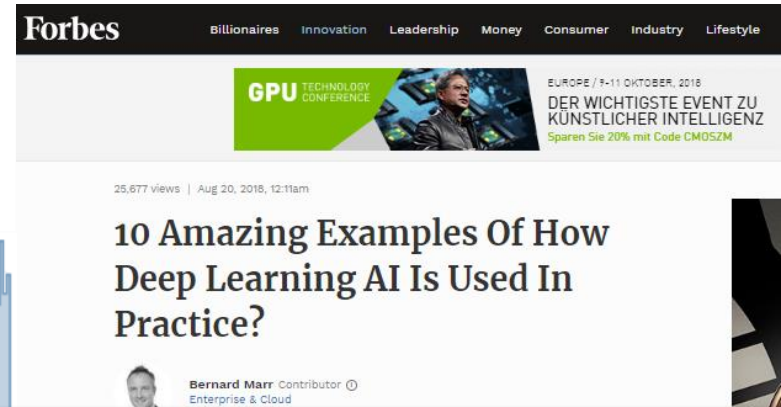 Forbes
Billionaires Innovation Leadership Money Consumer Industry Lifestyle
GPU TECHNOLOGY CONFERENCE
EUROPE / 9-11 OKTOBER, 2018
DER WICHTIGSTE EVENT ZU
KÜNSTLICHER INTELLIGENZ
Sparen Sie 20% mit Code CMOSZM
25,677 views | Aug 20, 2018, 12:11am
10 Amazing Examples Of How
Deep Learning AI Is Used In
Practice?
Bernard Marr Contributor
Enterprise & Cloud